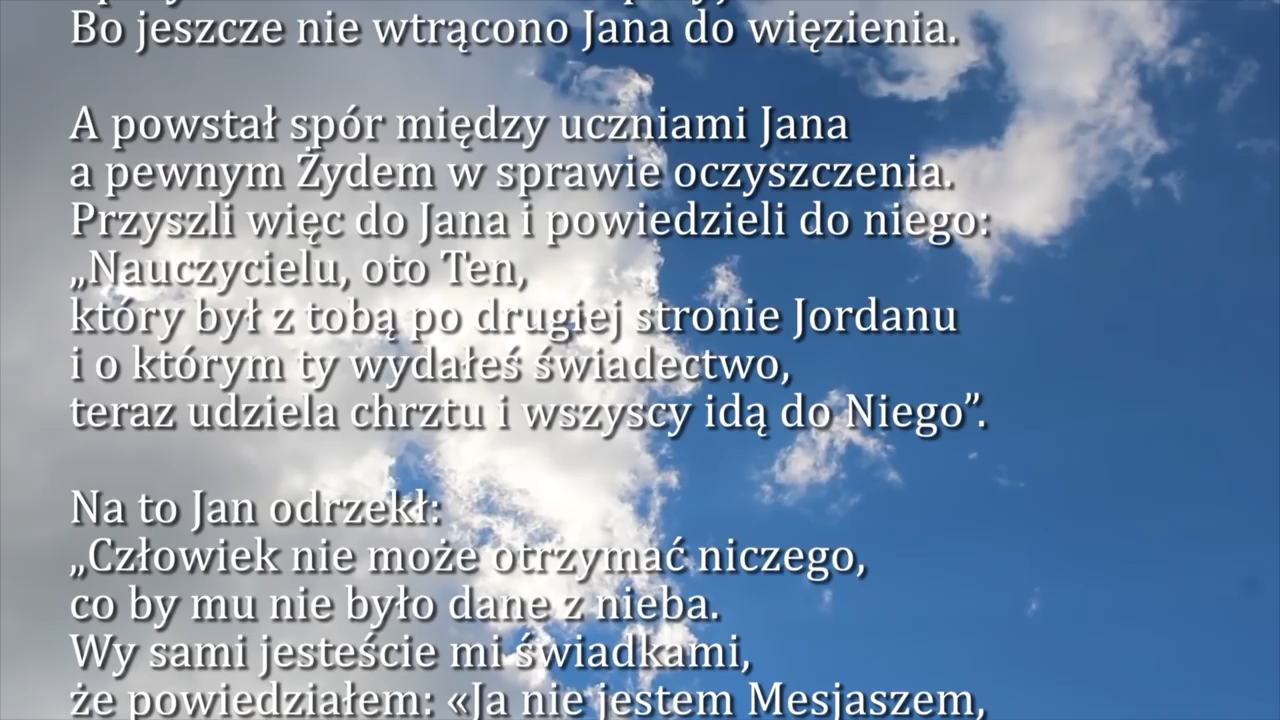 Bo jeszcze nie wtrącono Jana do więzienia.
A powstał spór między uczniami Jana
a pewnym Żydem w sprawie oczyszczenia.
Przyszli więc do Jana i powiedzieli do niego:
„Nauczycielu, oto Ten,
który był z tobą po drugiej stronie Jordanu
i o którym ty wydałeś świadectwo,
teraz udziela chrztu i wszyscy idą do Niego”.
Na to Jan odrzekł:
„Człowiek nie może otrzymać niczego,
co by mu nie było dane z nieba.
Wy sami jesteście mi świadkami,
że powiedziałem: «Ja nie jestem Mesjaszem,